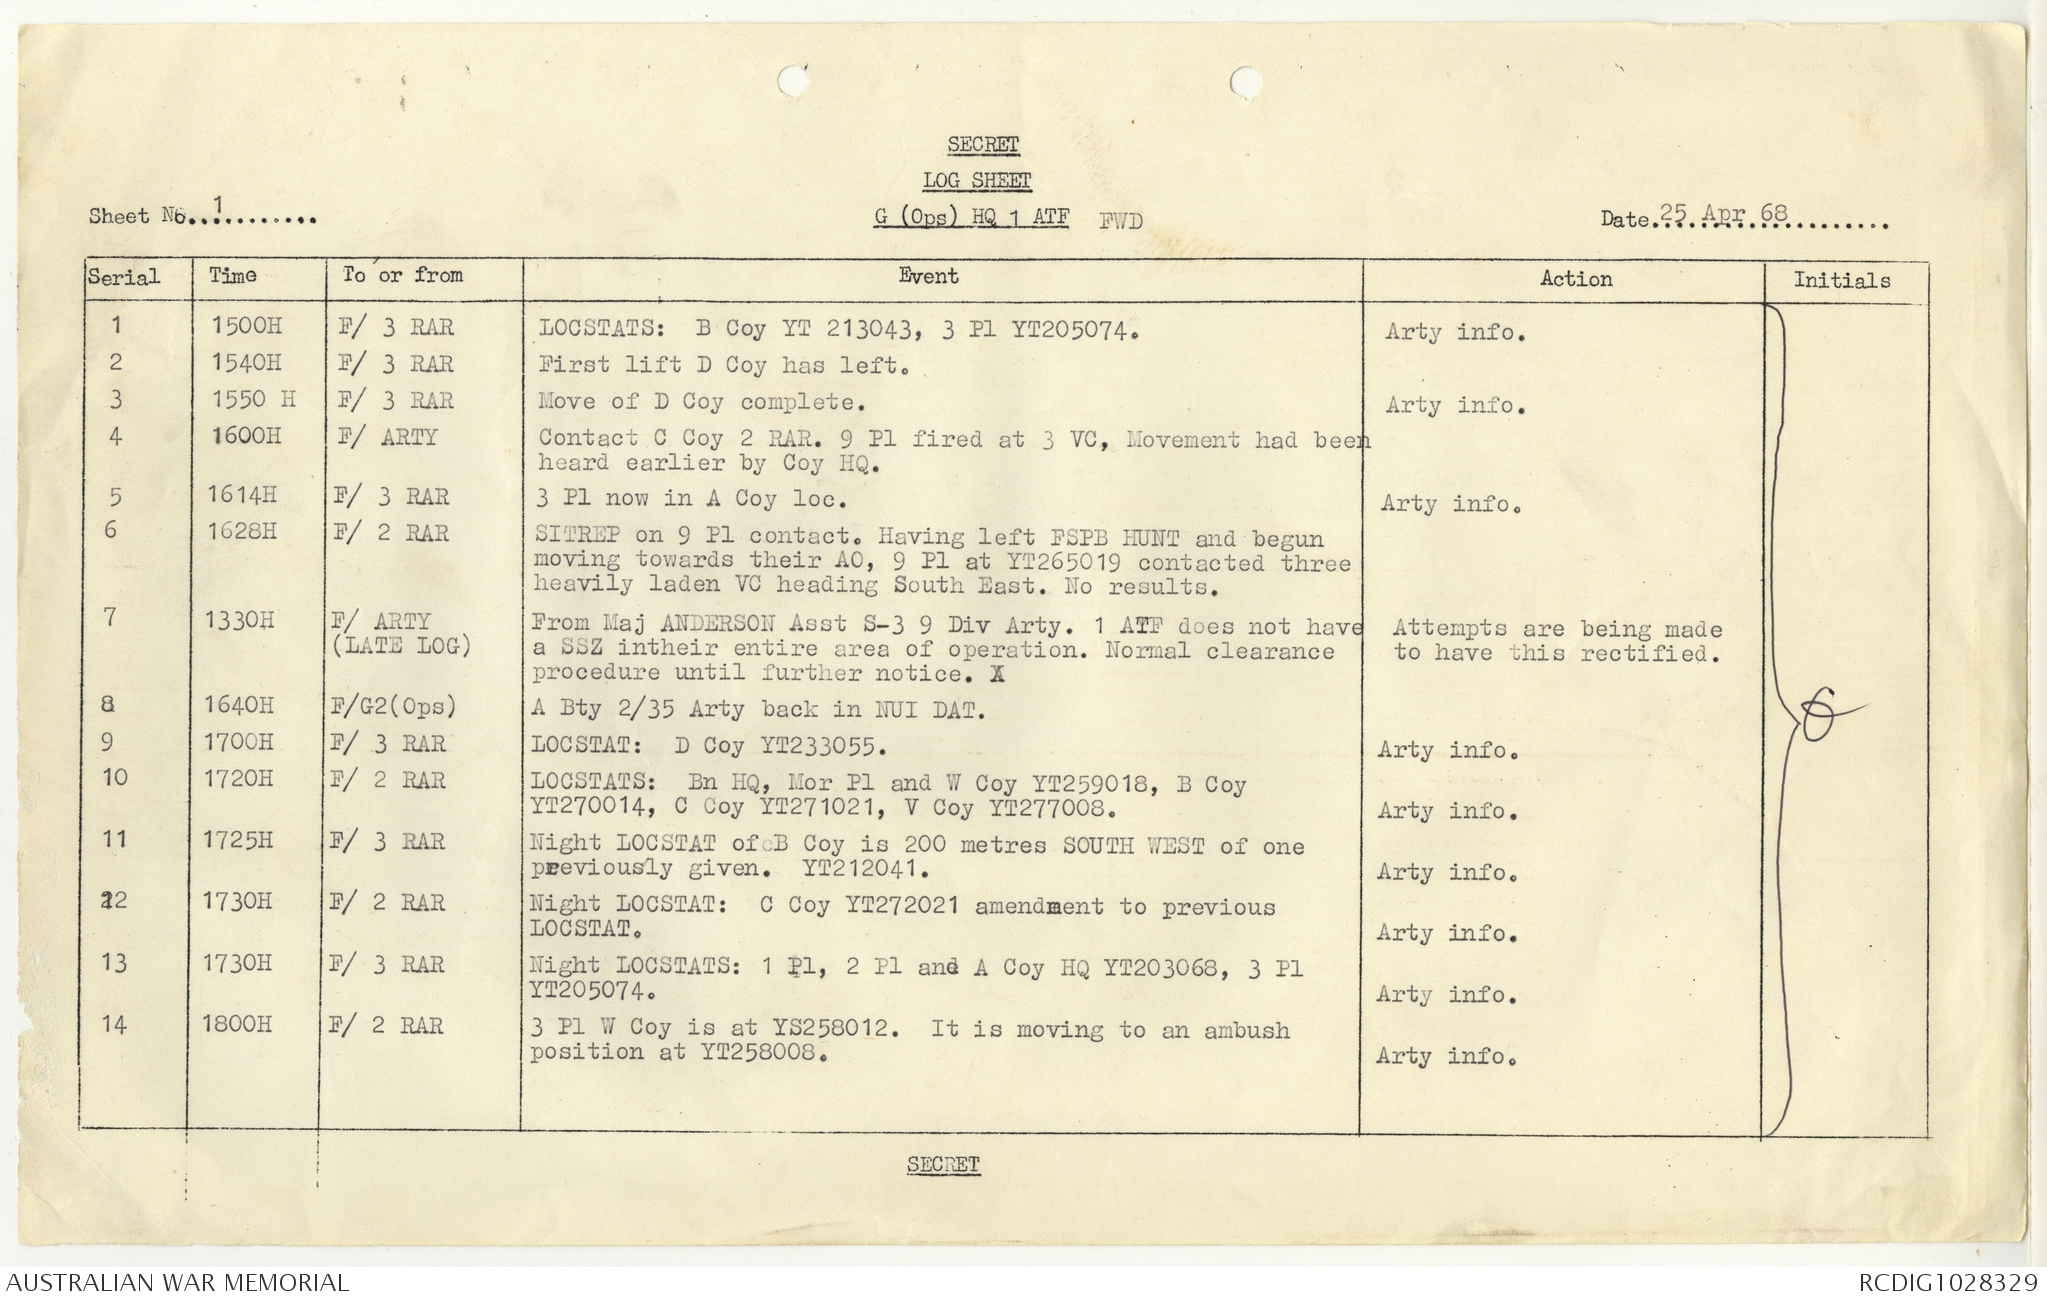 SECRET
LOG SHEET
Sheet No. 1
G (Ops) HQ 1 ATF FWD
Date 25 Apr 68
Serial Time To or from Event Action Initials
1 1500H F/ 3 RAR LOCSTATS: B Coy YT 213043, 3 Pl YT205074. Arty info.
2 1540H F/ 3 RAR First lift D Coy has left.
3 1550 H F/ 3 RAR Move of D Coy complete. Arty info.
4 1600H F/ ARTY Contact C Coy 2 RAR. 9 Pl fired at 3 VC, Movement had been
heard earlier by Coy HQ.
5 1614H F/ 3 RAR 3 Pl now in A Coy loc. Arty info.
6 1628H F/ 2 RAR SITREP on 9 Pl contact. Having left FSPB HUNT and begun
moving towards their AO, 9 Pl at YT265019 contacted three
heavily laden VC heading South East. No results.
7 1330H F/ ARTY From Maj ANDERSON Asst S-3 9 Div Arty. 1 ATF does not have Attempts are being made
(LATE LOG) a SSZ intheir entire area of operation. Normal clearance to have this rectified.
procedure until further notice. X
8 1640H F/G2(Ops) A Bty 2/35 Arty back in NUI DAT.
9 1700H F/ 3 RAR LOCSTAT: D Coy YT233055. Arty info.
10 1720H F/ 2 RAR LOCSTATS: Bn HQ, Mor Pl and W Coy YT259018, B Coy
YT270014, C Coy YT271021, V Coy YT277008. Arty info.
11 1725H F/ 3 RAR Night LOCSTAT of B Coy is 200 metres SOUTH WEST of one
previously given. YT212041. Arty info.
12 1730H F/ 2 RAR Night LOCSTAT: C Coy YT272021 amendment to previous
LOCSTAT. Arty info.
13 1730H F/ 3 RAR Night LOCSTATS: 1 Pl, 2 Pl and A Coy HQ YT203068, 3 Pl
YT205074. Arty info.
14 1800H F/ 2 RAR 3 Pl W Coy is at YS258012. It is moving to an ambush
position at YT258008. Arty info.
SECRET
AUSTRALIAN WAR MEMORIAL
RCDIG1028329